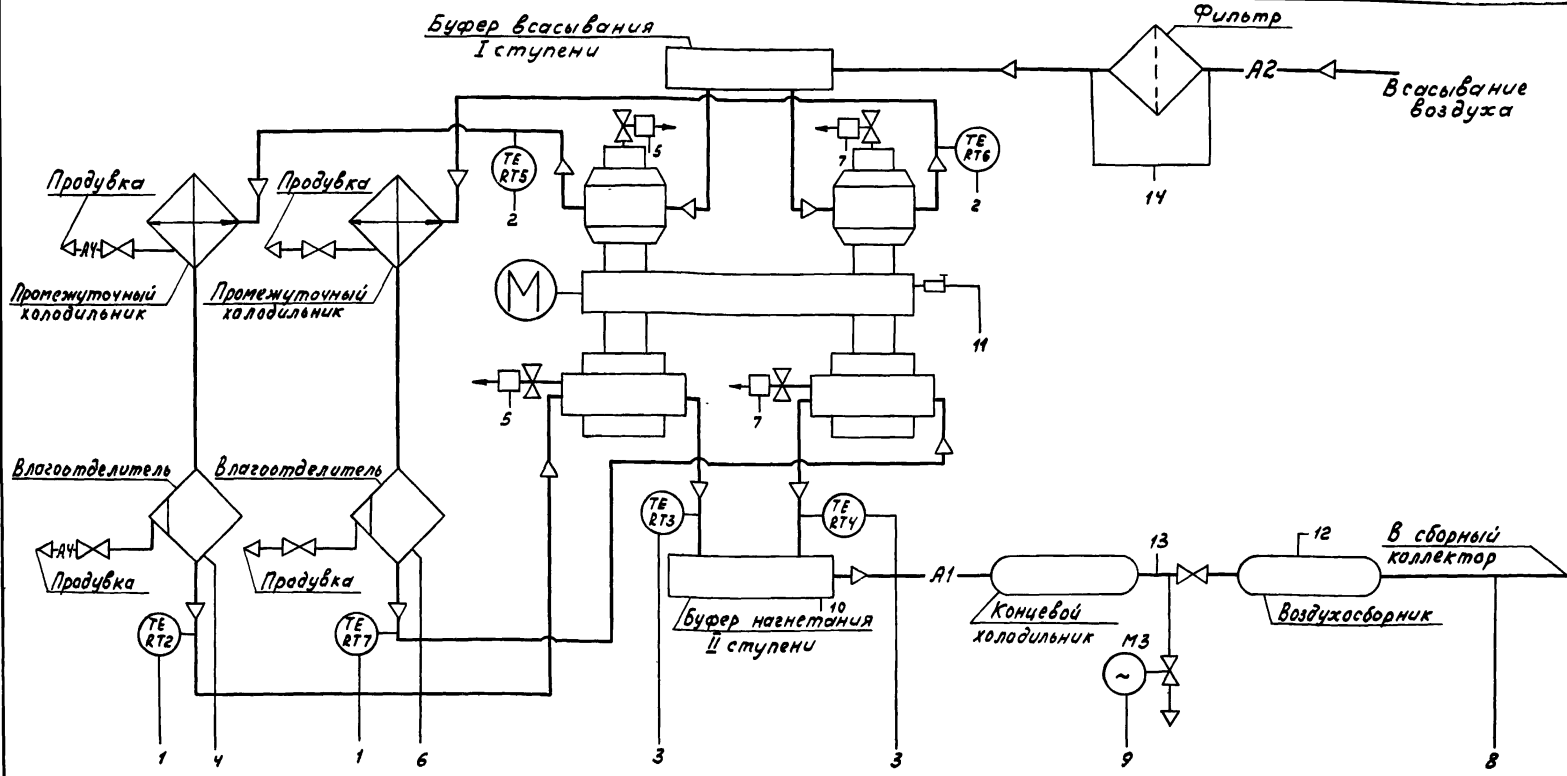 Буфер всасывания
I ступени
Фильтр
А2
Всасывание
воздуха
14
5
7
TE
RT5
2
TE
RT6
2
Продувка
Продувка
А4
Промежуточный
холодильник
Промежуточный
холодильник
М
11
5
7
Влагоотделитель
Влагоотделитель
А4
Продувка
Продувка
TE
RT3
TE
RT4
10
Буфер нагнетания
II ступени
А1
Концевой
холодильник
13
12
Воздухосборник
В сборный
коллектор
TE
RT2
TE
RT7
М3
~
1
4
1
6
3
3
9
8